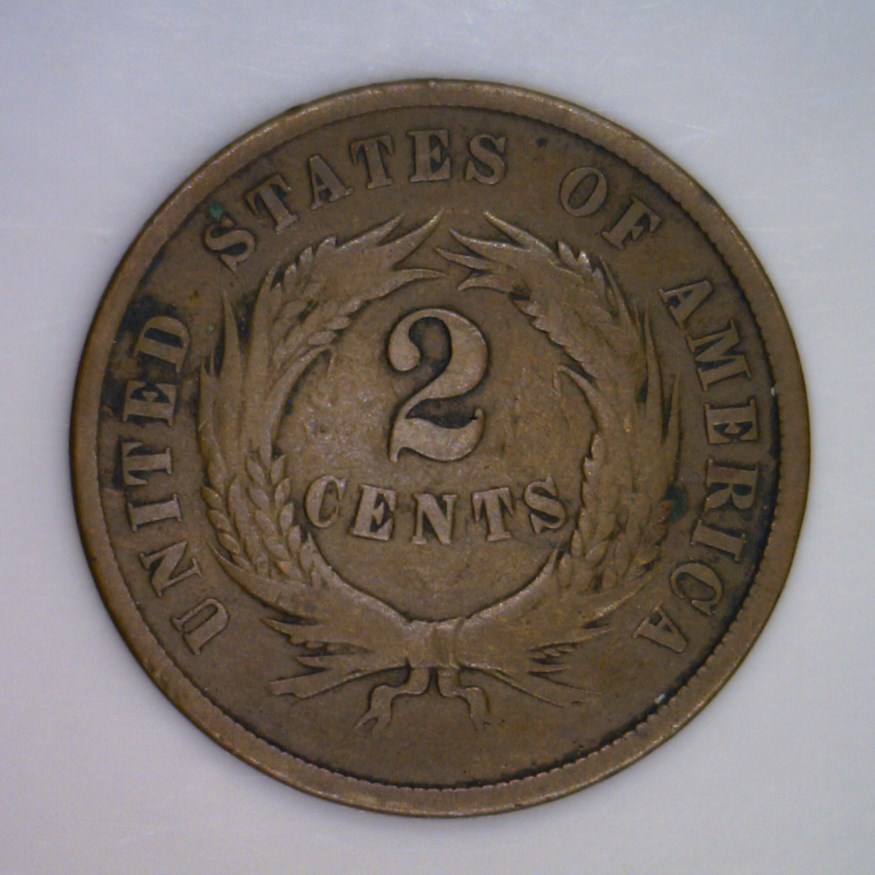 UNITED STATES OF AMERICA
2
CENTS